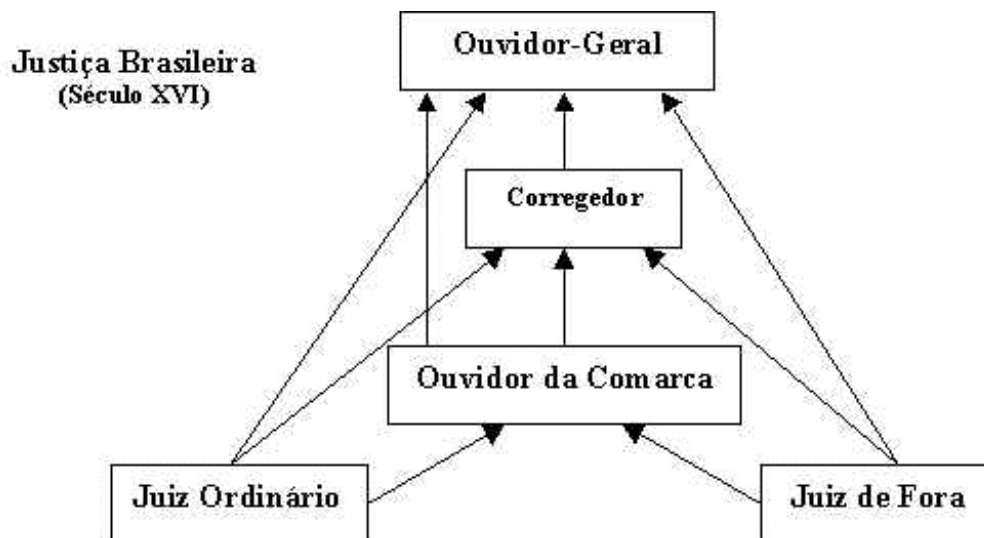 Justiça Brasileira
(Século XVI)
Ouvidor-Geral
Corregedor
Ouvidor da Comarca
Juiz Ordinário
Juiz de Fora